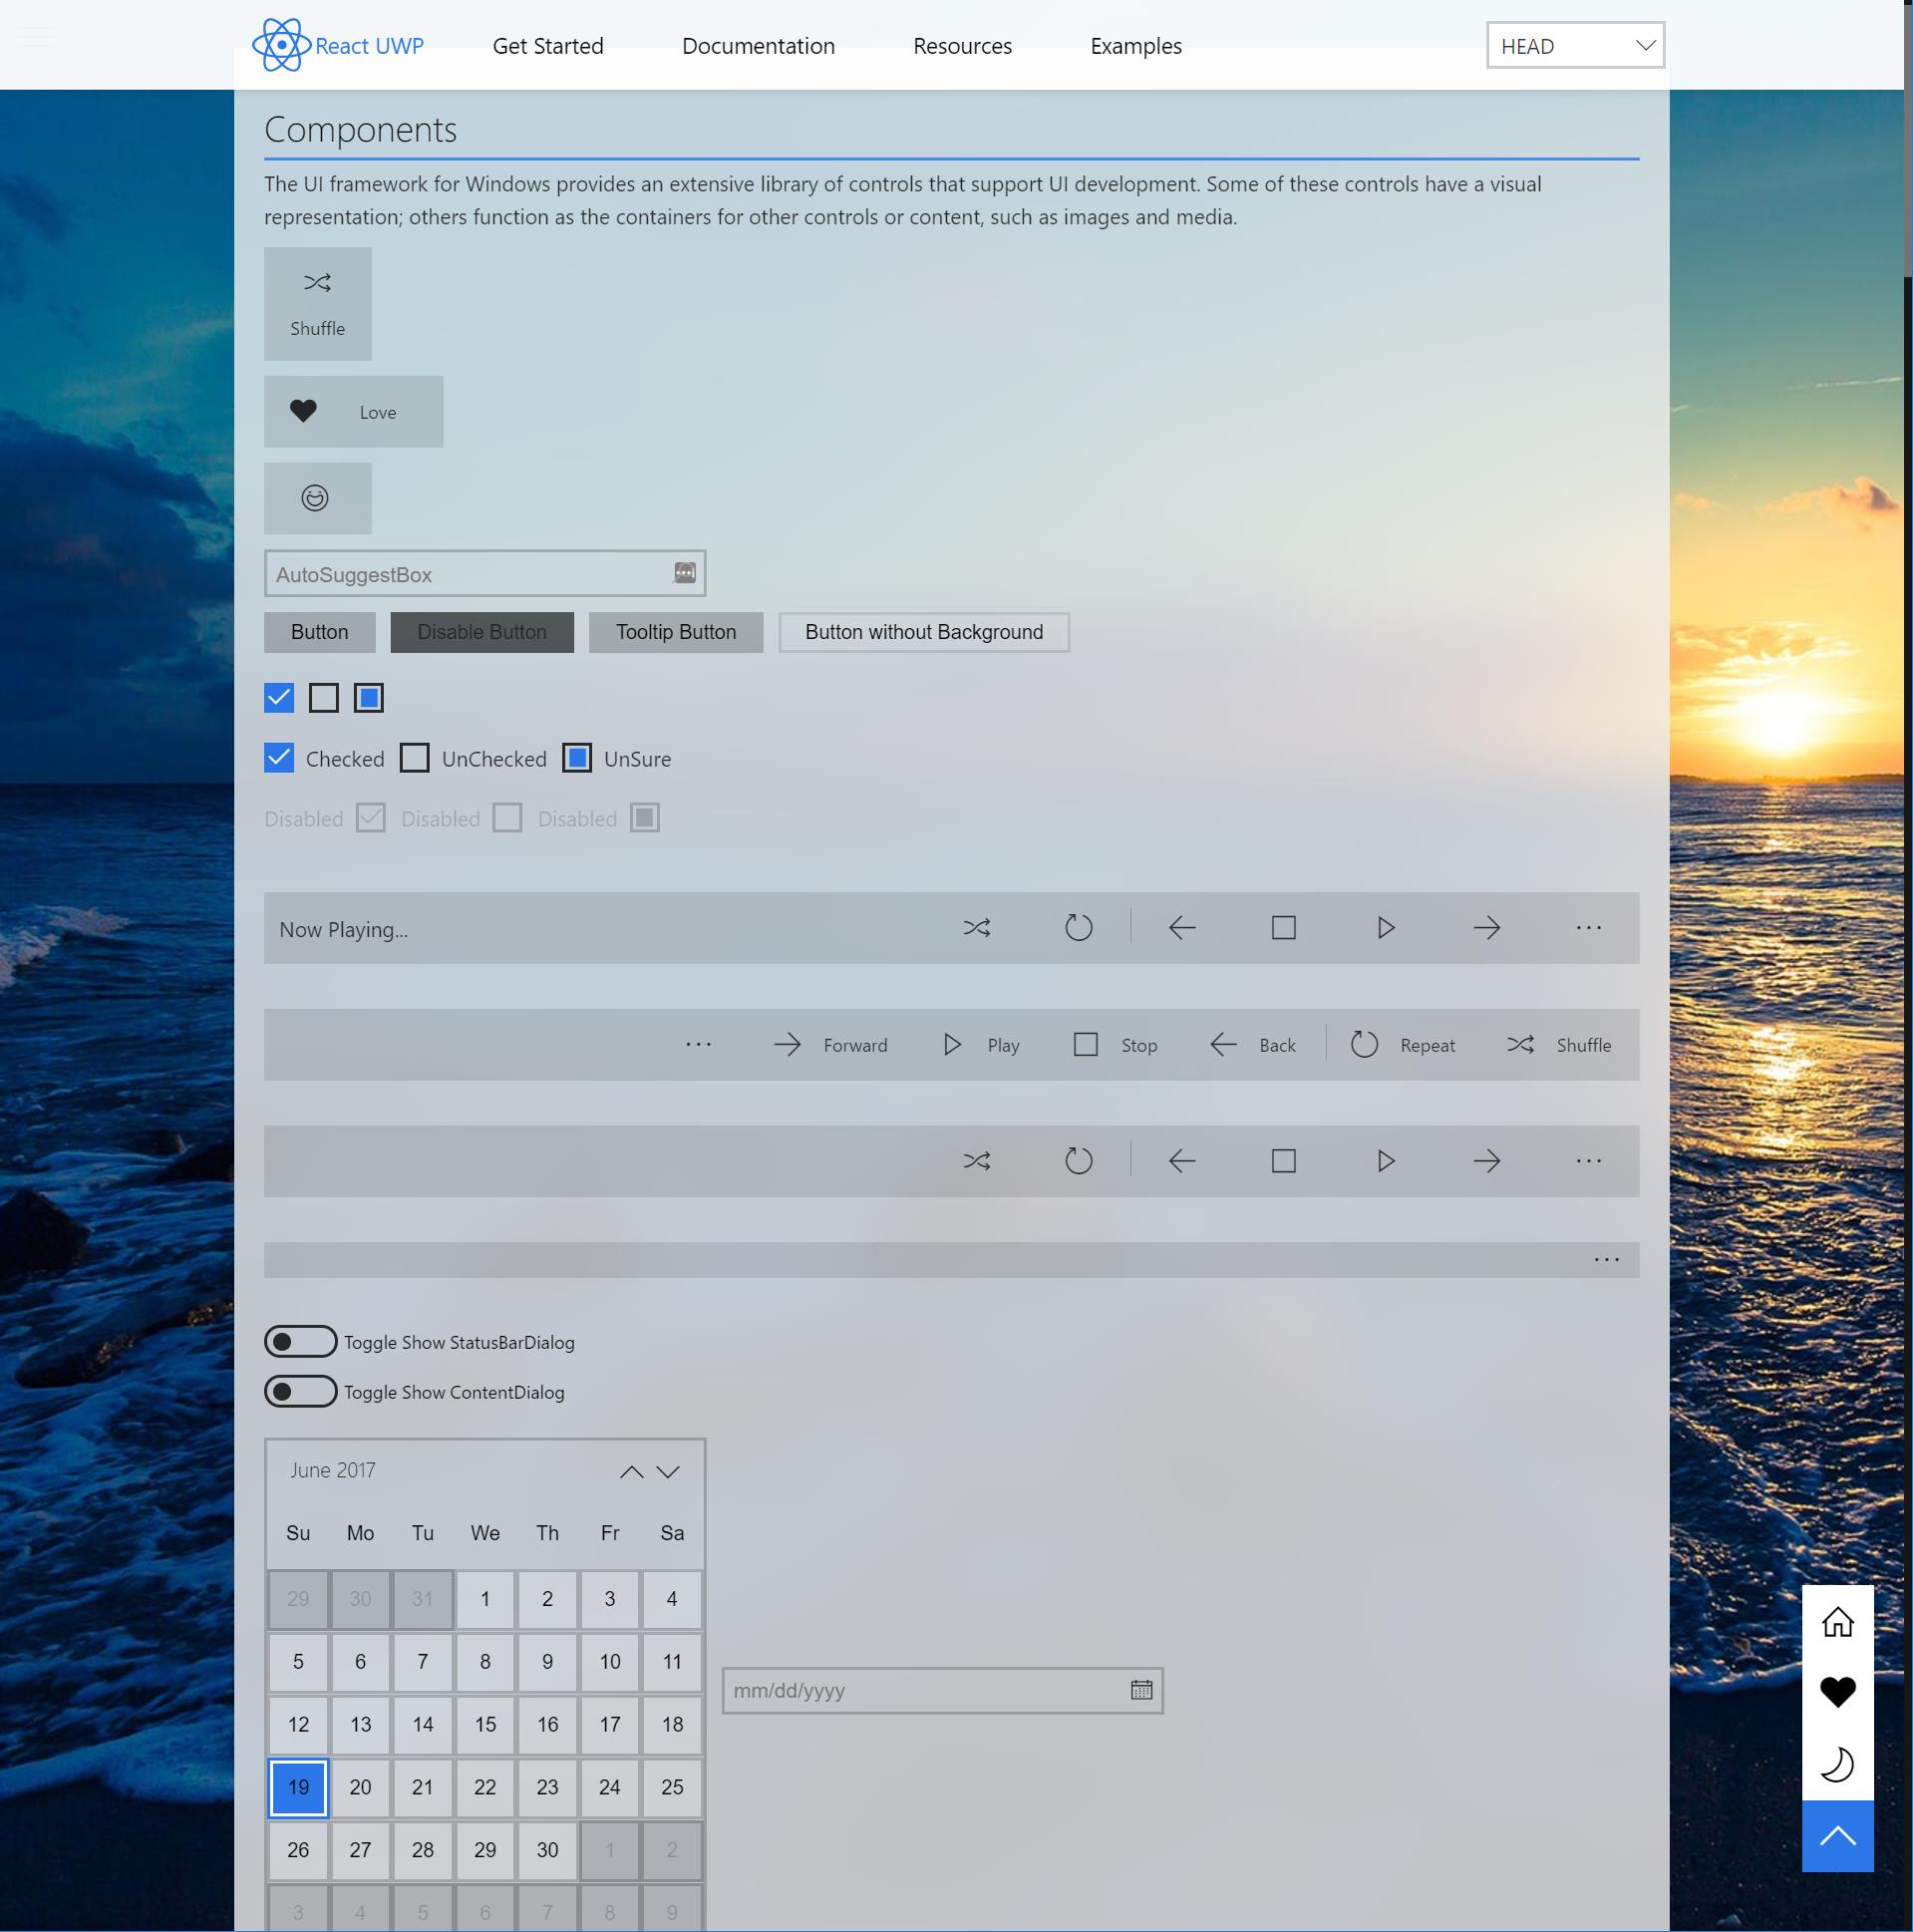 React UWP Get Started Documentation Resources Examples HEAD
Components
The UI framework for Windows provides an extensive library of controls that support UI development. Some of these controls have a visual
representation; others function as the containers for other controls or content, such as images and media.
Shuffle
Love
AutoSuggestBox
Button Disable Button Tooltip Button Button without Background
Checked UnChecked UnSure
Disabled Disabled Disabled
Now Playing...
Forward Play Stop Back Repeat Shuffle
Toggle Show StatusBarDialog
Toggle Show ContentDialog
June 2017
Su Mo Tu We Th Fr Sa
29 30 31 1 2 3 4
5 6 7 8 9 10 11
mm/dd/yyyy
12 13 14 15 16 17 18
19 20 21 22 23 24 25
26 27 28 29 30 1 2
3 4 5 6 7 8 9